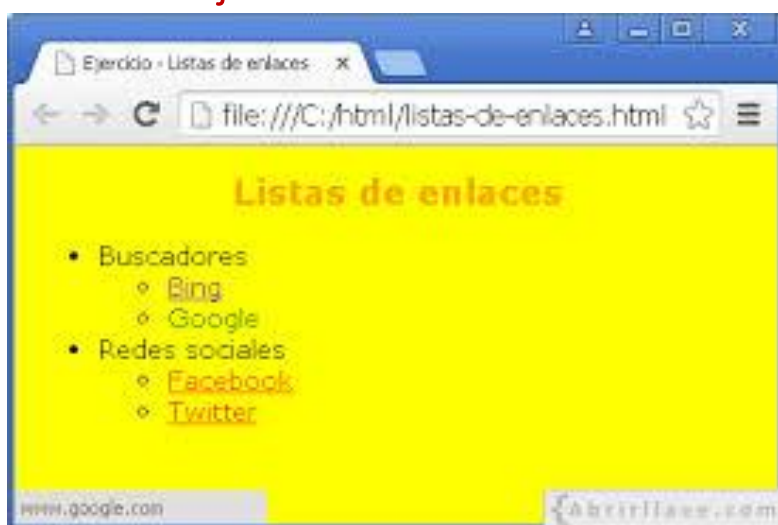 Ejercicio - Listas de enlaces
file:///C:/html/listas-de-enlaces.html
Listas de enlaces
Buscadores
Bing
Google
Redes sociales
Facebook
Twitter
www.google.com
{Abrirllave.com